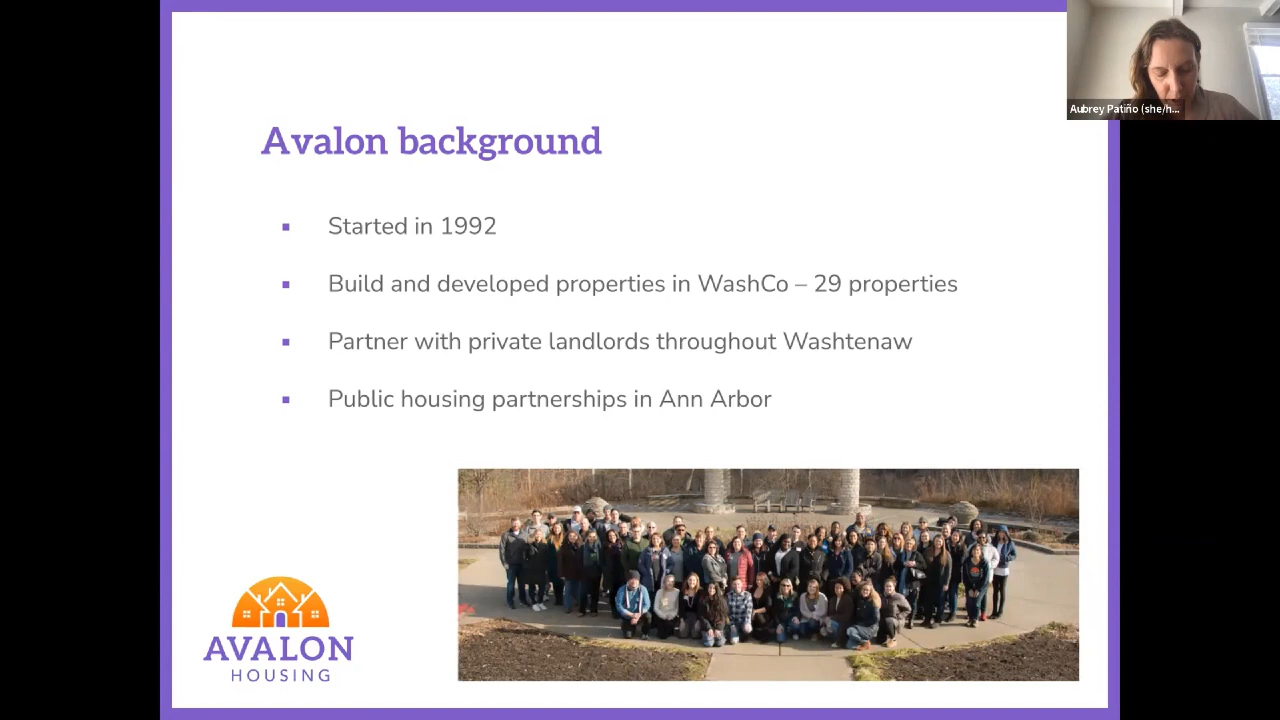 Aubrey Patiño (she/h...
Avalon background
Started in 1992
Build and developed properties in WashCo – 29 properties
Partner with private landlords throughout Washtenaw
Public housing partnerships in Ann Arbor
AVALON
HOUSING